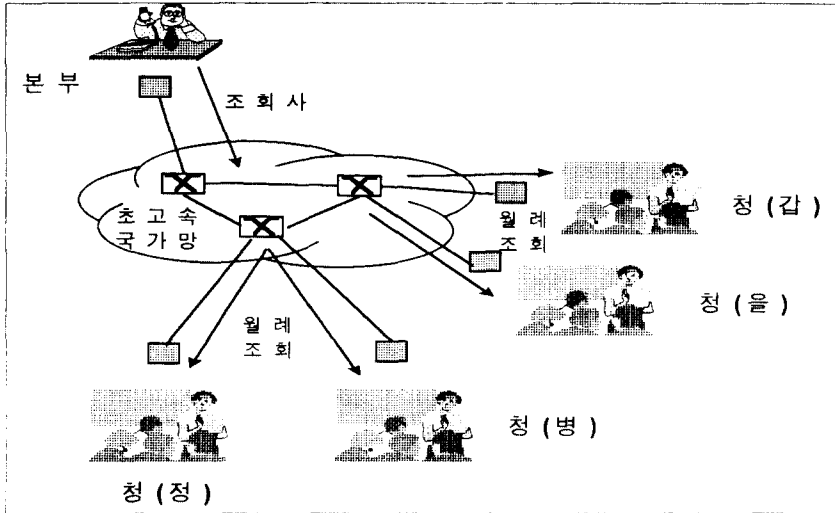 본 부
조 회 사
초 고 속
국 가 망
월 례
조 회
청 ( 갑 )
청 ( 을 )
월 례
조 회
청 ( 병 )
청 ( 정 )